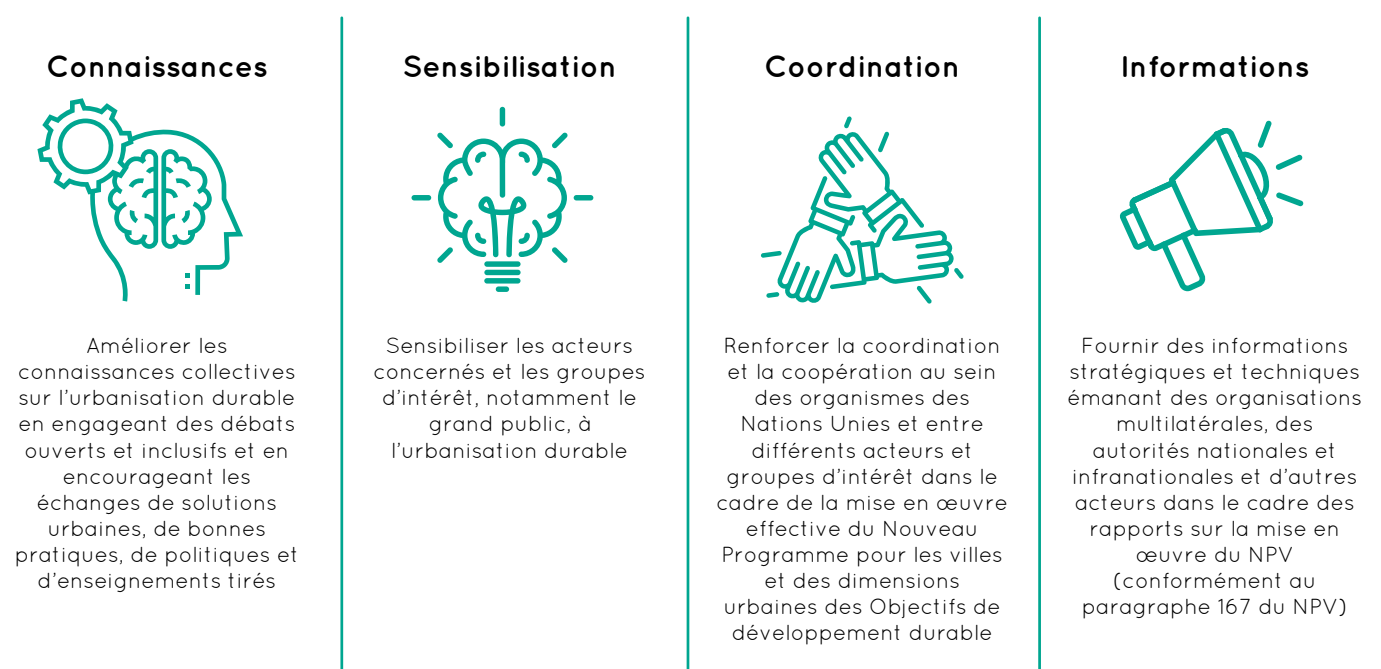 Connaissances
Améliorer les
connaissances collectives
sur l'urbanisation durable
en engageant des débats
ouverts et inclusifs et en
encourageant les
échanges de solutions
urbaines, de bonnes
pratiques, de politiques et
d'enseignements tirés
Sensibilisation
Sensibiliser les acteurs
concernés et les groupes
d'intérêt, notamment le
grand public, à
l'urbanisation durable
Coordination
Renforcer la coordination
et la coopération au sein
des organismes des
Nations Unies et entre
différents acteurs et
groupes d'intérêt dans le
cadre de la mise en œuvre
effective du Nouveau
Programme pour les villes
et des dimensions
urbaines des Objectifs de
développement durable
Informations
Fournir des informations
stratégiques et techniques
émanant des organisations
multilatérales, des
autorités nationales et
infranationales et d'autres
acteurs dans le cadre des
rapports sur la mise en
œuvre du NPV
(conformément au
paragraphe 167 du NPV)